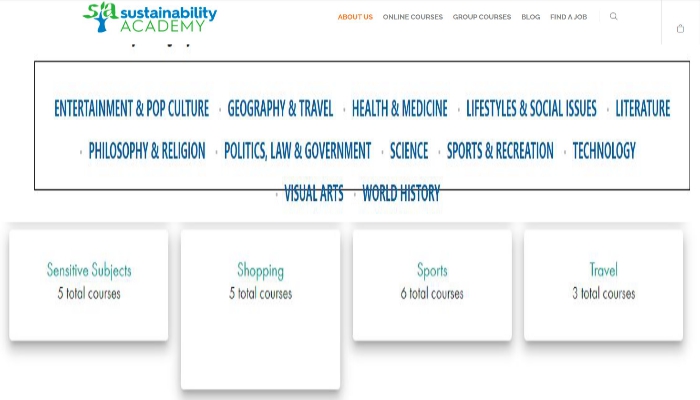 sa sustainability
ACADEMY
ABOUT US ONLINE COURSES GROUP COURSES BLOG FIND A JOB
ENTERTAINMENT & POP CULTURE · GEOGRAPHY & TRAVEL · HEALTH & MEDICINE · LIFESTYLES & SOCIAL ISSUES · LITERATURE
· PHILOSOPHY & RELIGION · POLITICS, LAW & GOVERNMENT · SCIENCE · SPORTS & RECREATION · TECHNOLOGY
· VISUAL ARTS · WORLD HISTORY
Sensitive Subjects Shopping Sports Travel
5 total courses 5 total courses 6 total courses 3 total courses